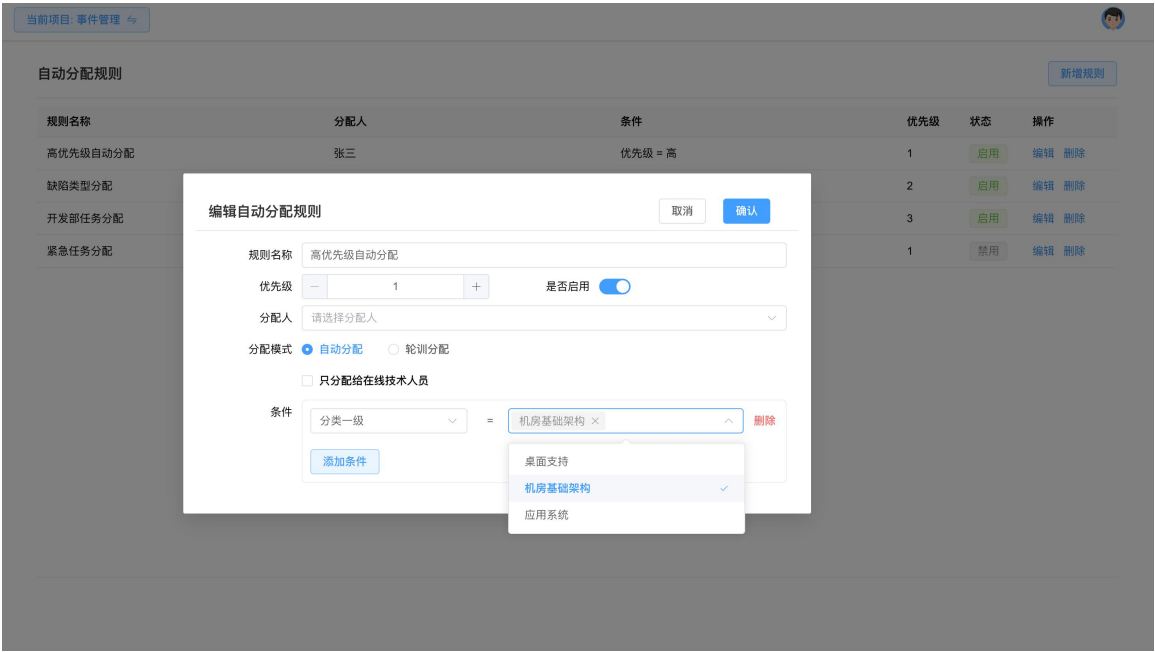 当前项目: 事件管理
自动分配规则 新增规则
规则名称 分配人 条件 优先级 状态 操作
高优先级自动分配 张三 优先级 = 高 1 启用 编辑 删除
缺陷类型分配 2 启用 编辑 删除
开发部任务分配 3 启用 编辑 删除
紧急任务分配 1 禁用 编辑 删除
编辑自动分配规则 取消 确认
规则名称 高优先级自动分配
优先级 − 1 + 是否启用
分配人 请选择分配人
分配模式 自动分配 轮训分配
只分配给在线技术人员
条件 分类一级 = 机房基础架构 × 删除
添加条件
桌面支持
机房基础架构
应用系统